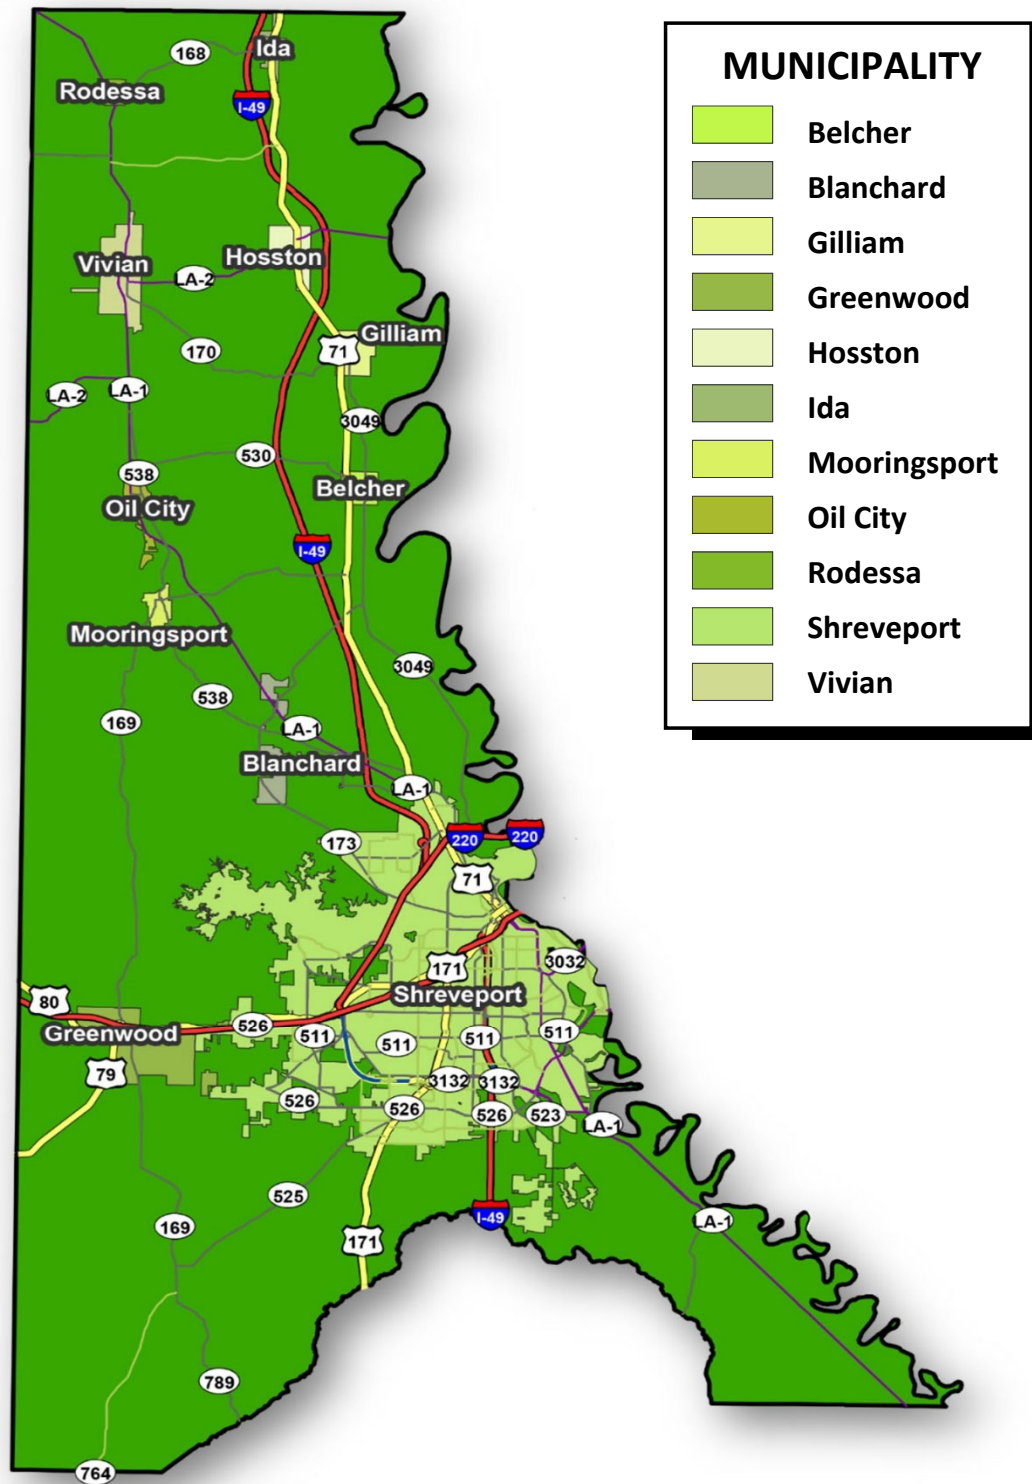 MUNICIPALITY
Belcher
Blanchard
Gilliam
Greenwood
Hosston
Ida
Mooringsport
Oil City
Rodessa
Shreveport
Vivian
168
Ida
Rodessa
I-49
Vivian
Hosston
LA-2
Gilliam
170
71
LA-2
LA-1
3049
530
538
Belcher
Oil City
I-49
Mooringsport
538
3049
169
LA-1
Blanchard
LA-1
173
220
220
71
3032
171
Shreveport
80
526
Greenwood
511
511
511
511
79
3132
3132
526
526
526
523
LA-1
525
I-49
LA-1
169
171
789
764